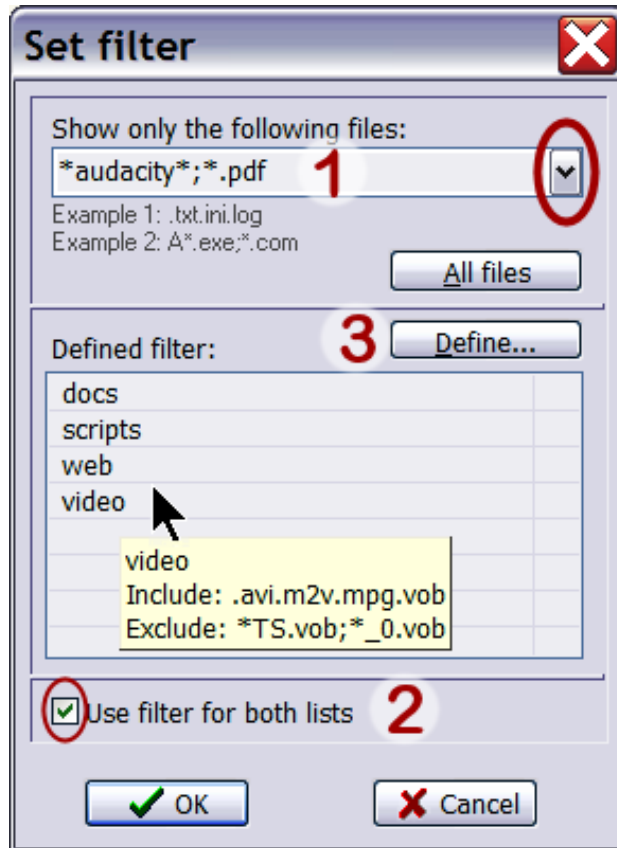 Set filter
Show only the following files:
*audacity*;*.pdf 1
Example 1: .txt.ini.log
Example 2: A*.exe;*.com
All files
3 Define...
Defined filter:
docs
scripts
web
video
video
Include: .avi.m2v.mpg.vob
Exclude: *TS.vob;*_0.vob
Use filter for both lists 2
OK
Cancel